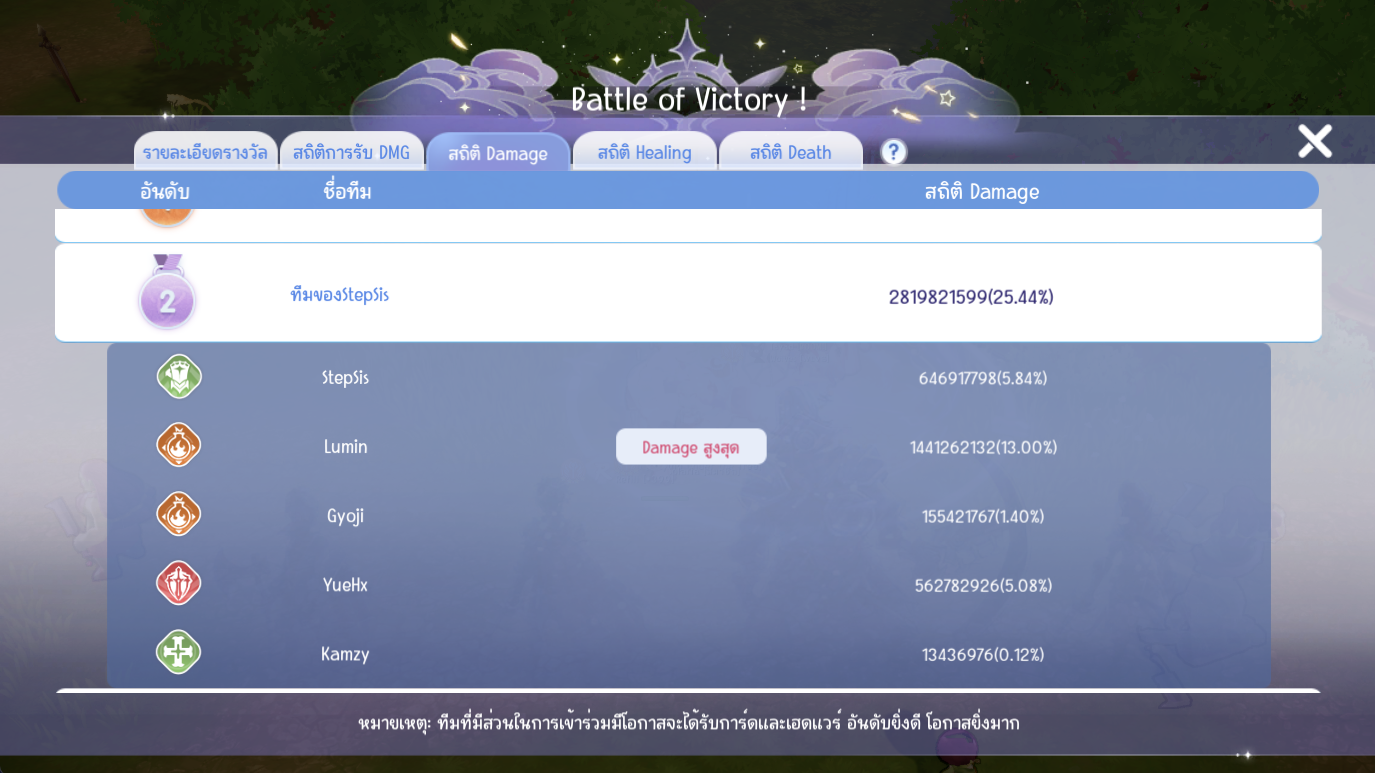 Battle of Victory !
รายละเอียดรางวัล สถิติการรับ DMG สถิติ Damage สถิติ Healing สถิติ Death ?
อันดับ ชื่อทีม สถิติ Damage
2 ทีมของStepSis 2819821599(25.44%)
StepSis 646917798(5.84%)
Lumin Damage สูงสุด 1441262132(13.00%)
Gyoji 155421767(1.40%)
YueHx 562782926(5.08%)
Kamzy 13436976(0.12%)
หมายเหตุ: ทีมที่มีส่วนในการเข้าร่วมมีโอกาสจะได้รับการ์ดและเฮดแวร์ อันดับยิ่งดี โอกาสยิ่งมาก